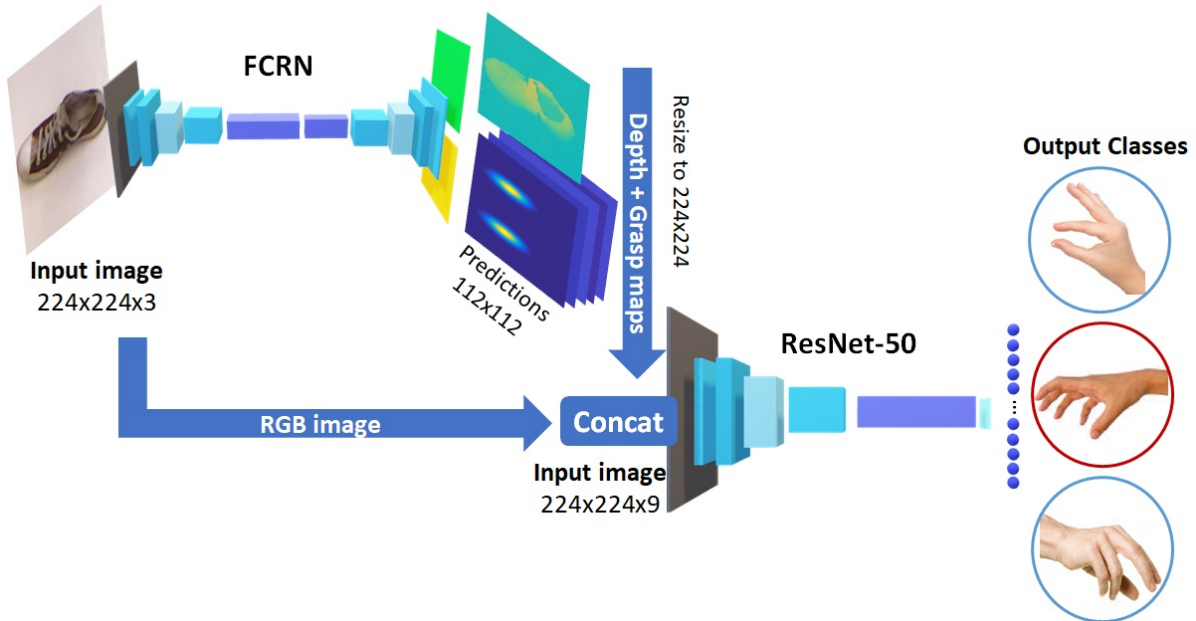 FCRN
Input image
224x224x3
Predictions
112x112
Depth + Grasp maps
Resize to 224x224
RGB image
Concat
Input image
224x224x9
ResNet-50
Output Classes
...